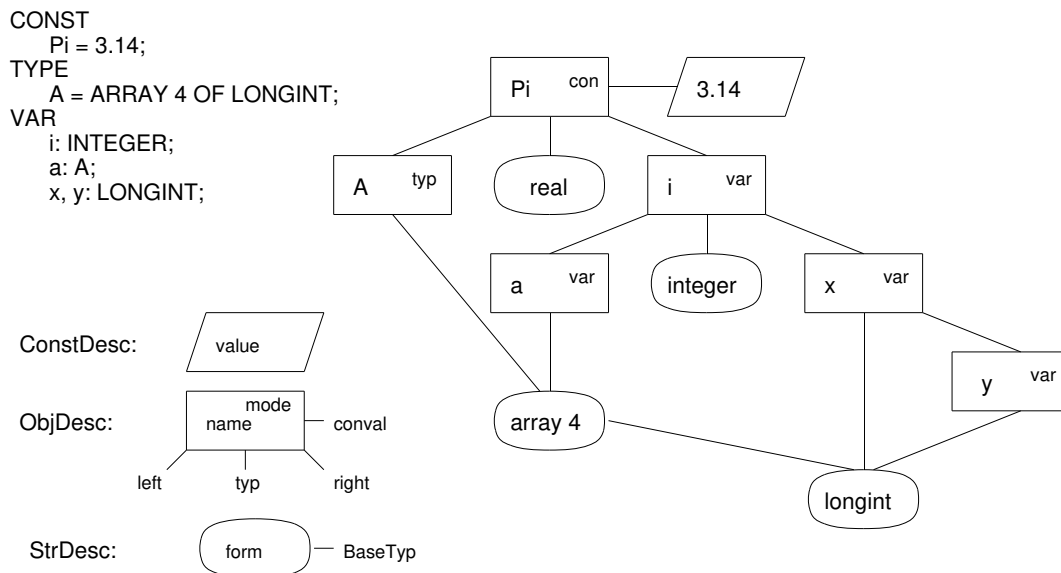 CONST
Pi = 3.14;
TYPE
A = ARRAY 4 OF LONGINT;
VAR
i: INTEGER;
a: A;
x, y: LONGINT;
Pi con
3.14
A typ
real
i var
a var
integer
x var
y var
array 4
longint
ConstDesc:
value
ObjDesc:
mode
name
conval
left typ right
StrDesc:
form
BaseTyp